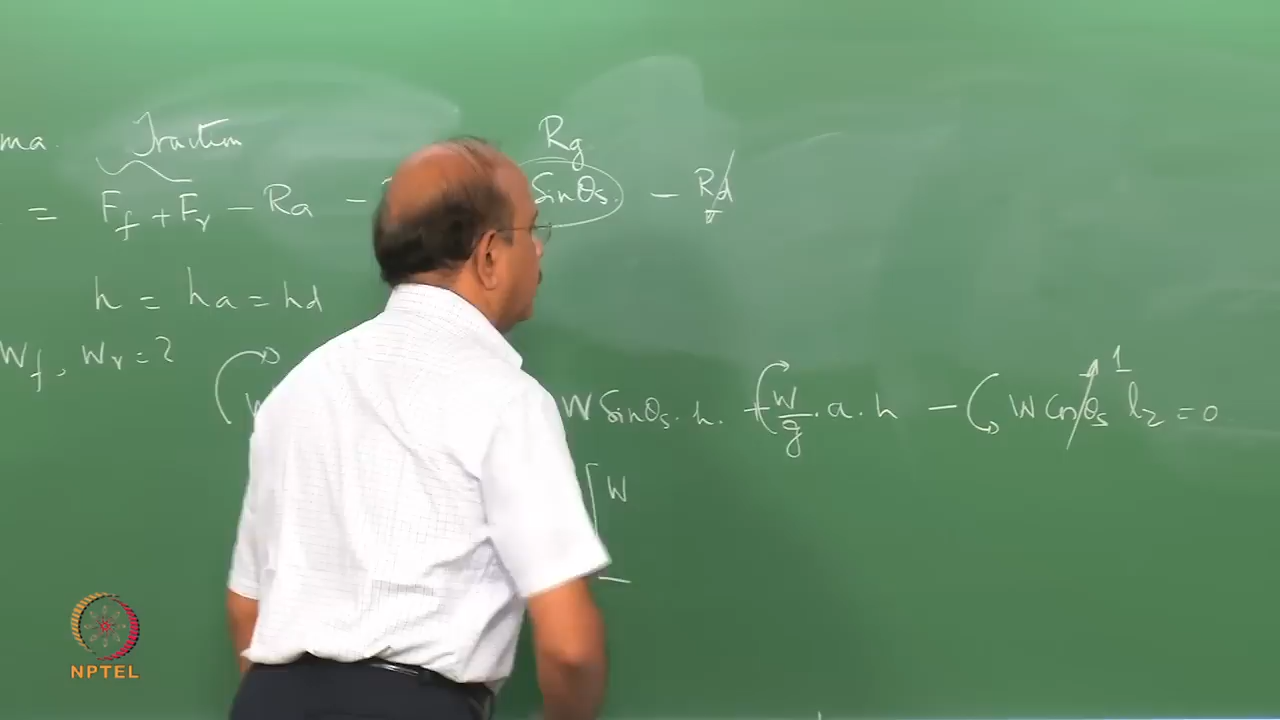 ma. Traction Rg
= Ff + Fr - Ra - Sinθs. - Rd
h = ha = hd
Wf, Wr = ?
W W Sinθs. h. + W/g . a . h - W Cosθs 1 l2 = 0
[W
NPTEL